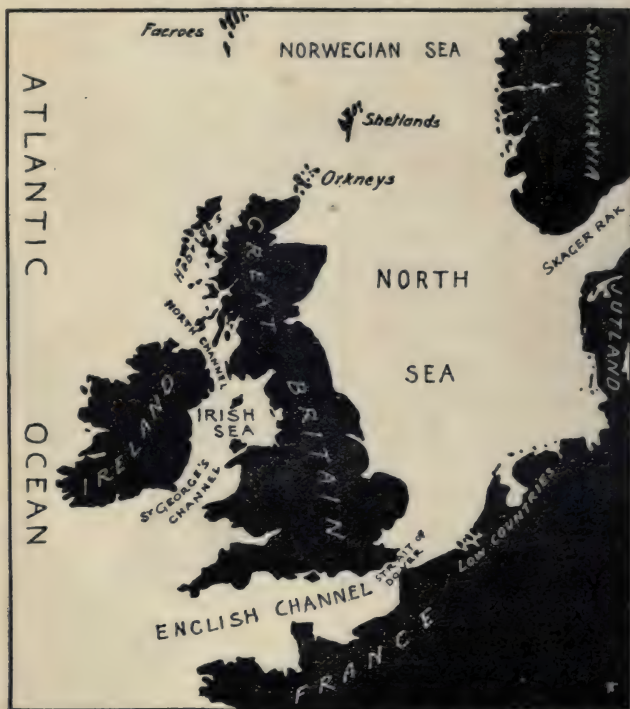 Faeroes
NORWEGIAN SEA
SCANDINAVIA
ATLANTIC
OCEAN
Shetlands
Orkneys
SKAGER RAK
Hebrides
GREAT
BRITAIN
NORTH
SEA
JUTLAND
NORTH CHANNEL
IRELAND
IRISH
SEA
ST GEORGE'S
CHANNEL
LOW COUNTRIES
STRAIT OF
DOVER
ENGLISH CHANNEL
FRANCE